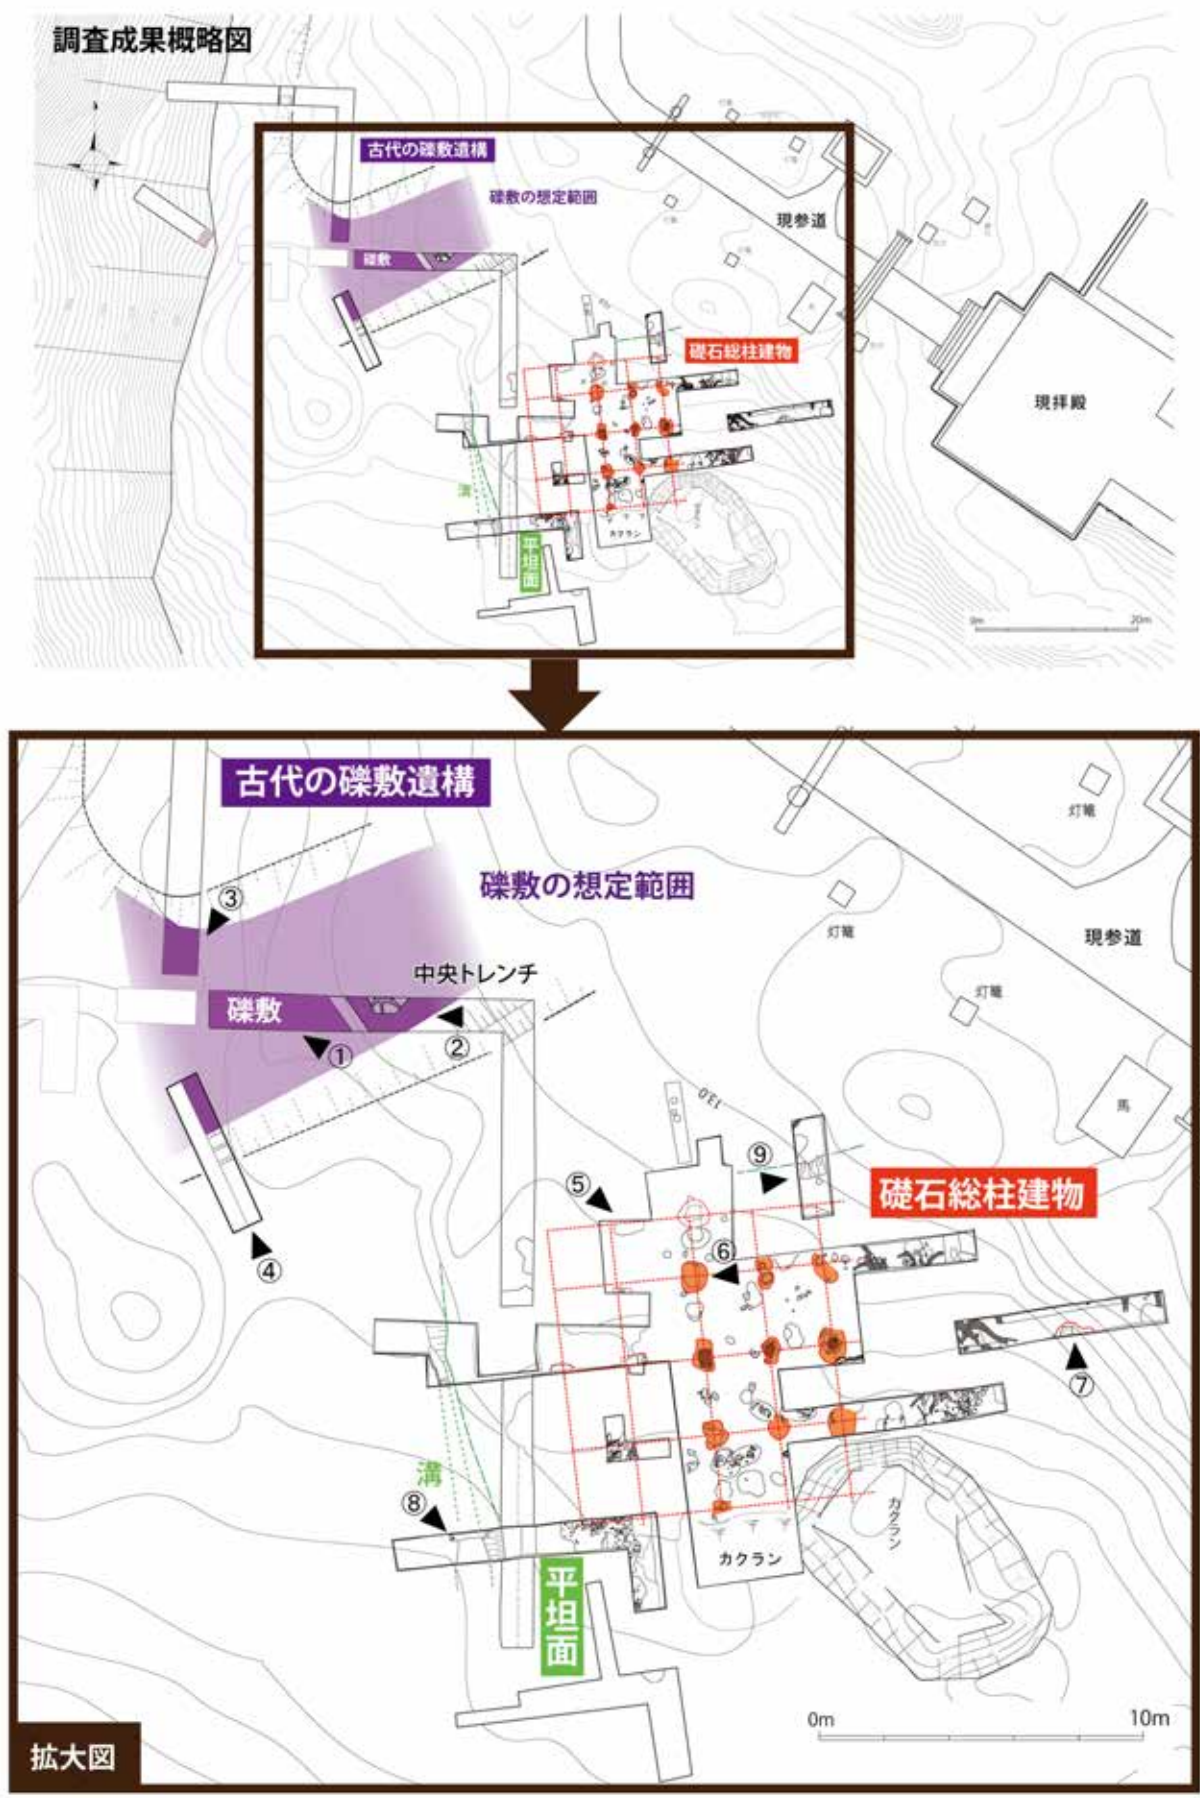 調査成果概略図
古代の礫敷遺構
礫敷の想定範囲
礫敷
現参道
礎石総柱建物
現拝殿
溝
平坦面
カクラン
0m
20m
古代の礫敷遺構
礫敷の想定範囲
③
中央トレンチ
礫敷
①
②
④
灯篭
灯篭
灯篭
現参道
馬
13.0
⑨
⑤
礎石総柱建物
⑥
⑦
溝
⑧
カクラン
カクラン
平坦面
0m
10m
拡大図